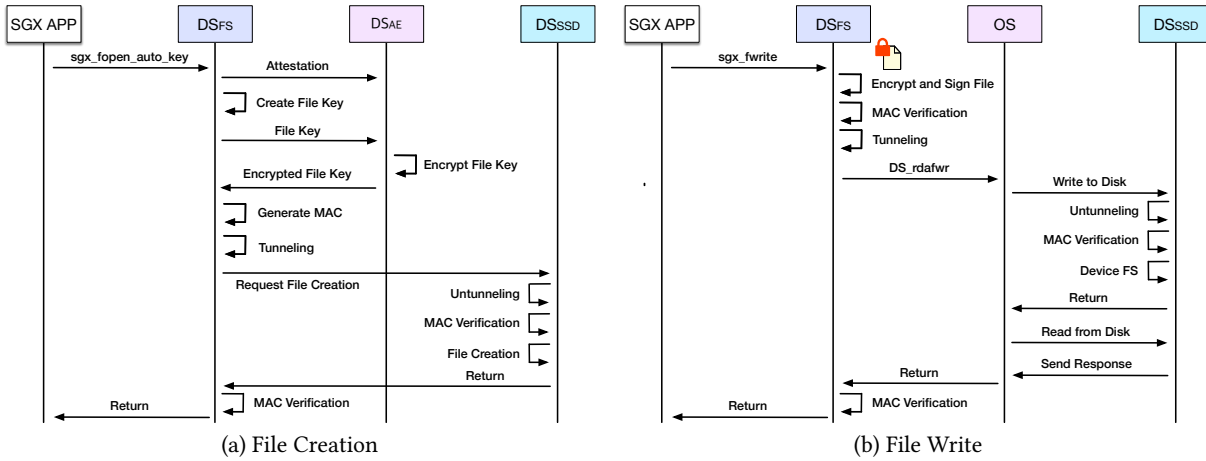 SGX APP DSFS DSAE DSSSD
sgx_fopen_auto_key
Attestation
Create File Key
File Key
Encrypt File Key
Encrypted File Key
Generate MAC
Tunneling
Request File Creation
Untunneling
MAC Verification
File Creation
Return
MAC Verification
Return
(a) File Creation
SGX APP DSFS OS DSSSD
sgx_fwrite
Encrypt and Sign File
MAC Verification
Tunneling
DS_rdafwr
Write to Disk
Untunneling
MAC Verification
Device FS
Return
Read from Disk
Send Response
Return
MAC Verification
Return
(b) File Write